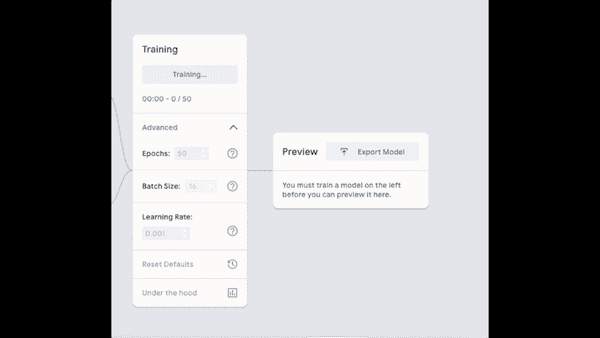 Training
Training...
00:00 - 0 / 50
Advanced
Epochs: 50
Batch Size: 16
Learning Rate:
0.001
Reset Defaults
Under the hood
Preview
Export Model
You must train a model on the left
before you can preview it here.